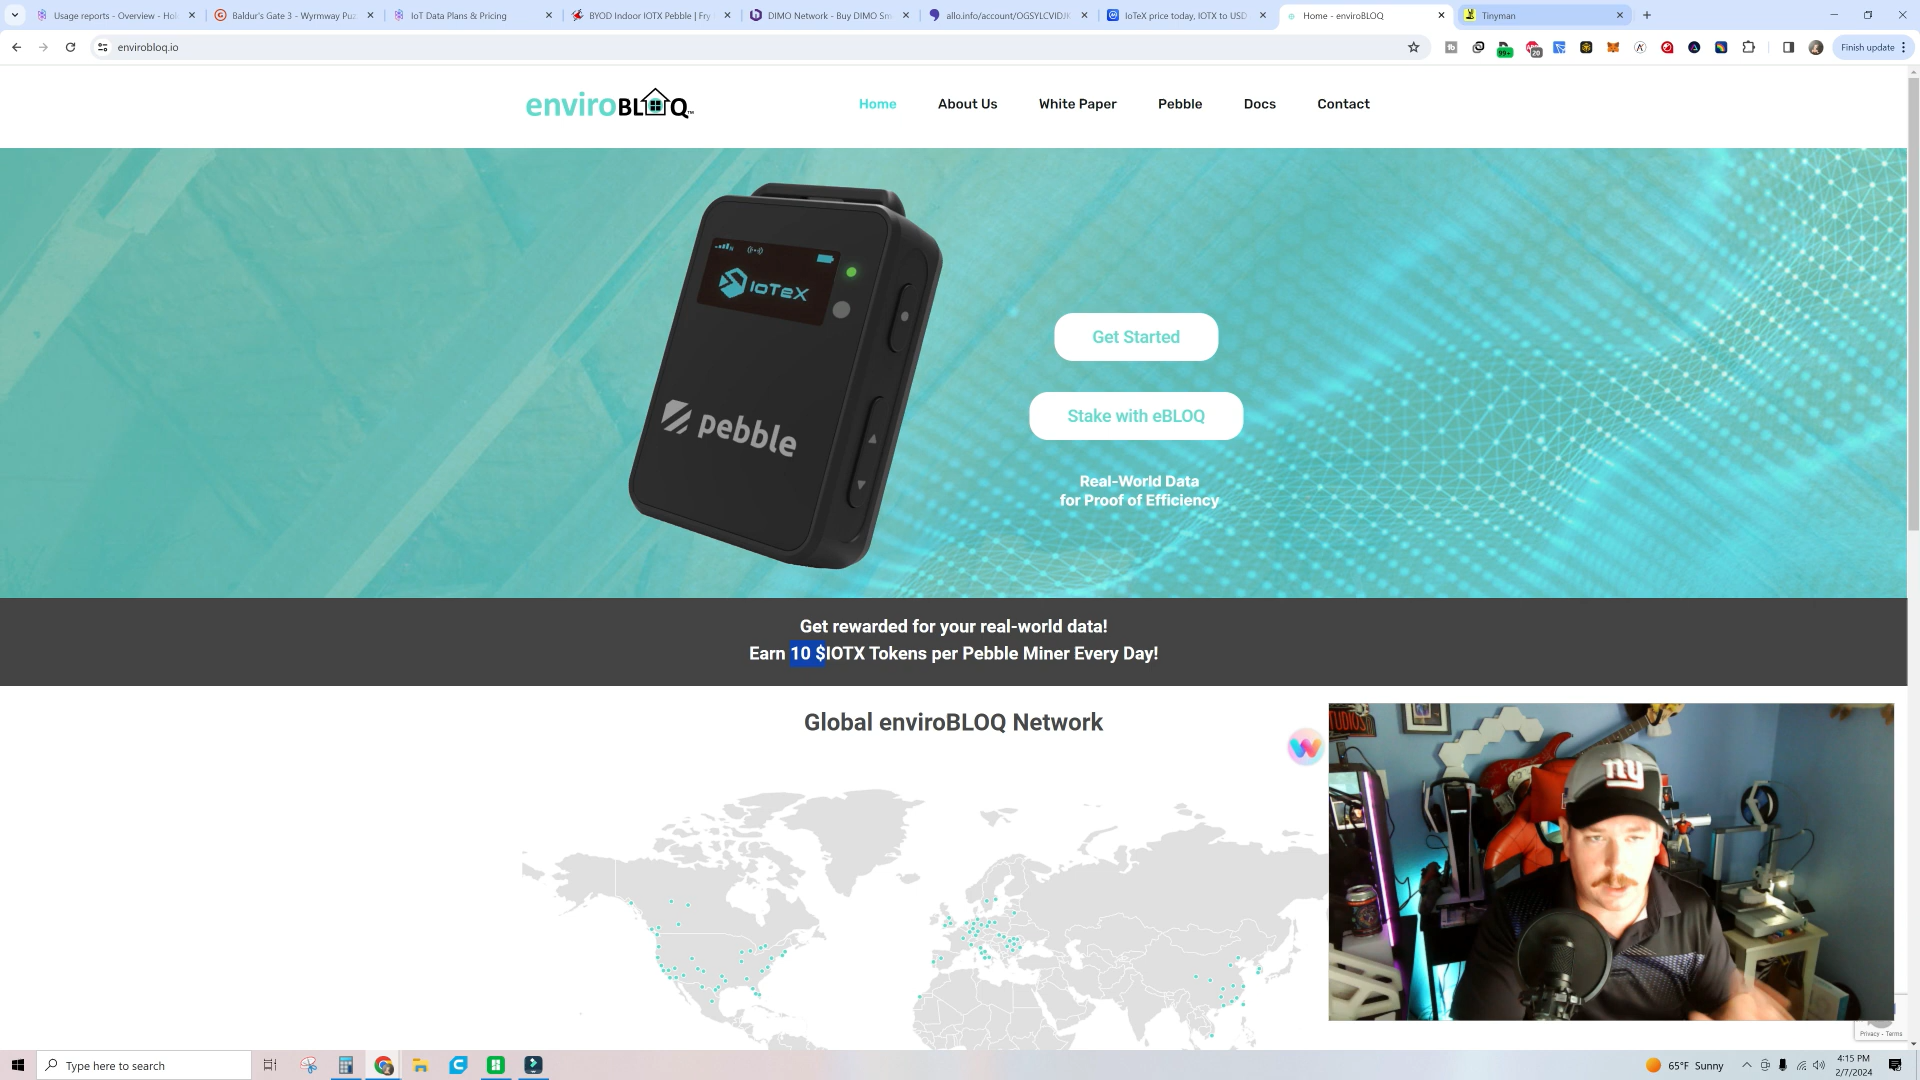 Usage reports - Overview - Hol
Baldur's Gate 3 - Wyrmway Puz
IoT Data Plans & Pricing
BYOD Indoor IOTX Pebble | Fry
DIMO Network - Buy DIMO Sm
allo.info/account/OGSYLCVIDJK
IoTeX price today, IOTX to USD
Home - enviroBLOQ
Tinyman
envirobloq.io
99+
20
Finish update
enviroBLOQ™
Home
About Us
White Paper
Pebble
Docs
Contact
IoTeX
pebble
Get Started
Stake with eBLOQ
Real-World Data
for Proof of Efficiency
Get rewarded for your real-world data!
Earn 10 $IOTX Tokens per Pebble Miner Every Day!
Global enviroBLOQ Network
ny
Privacy - Terms
Type here to search
65°F Sunny
4:15 PM
2/7/2024